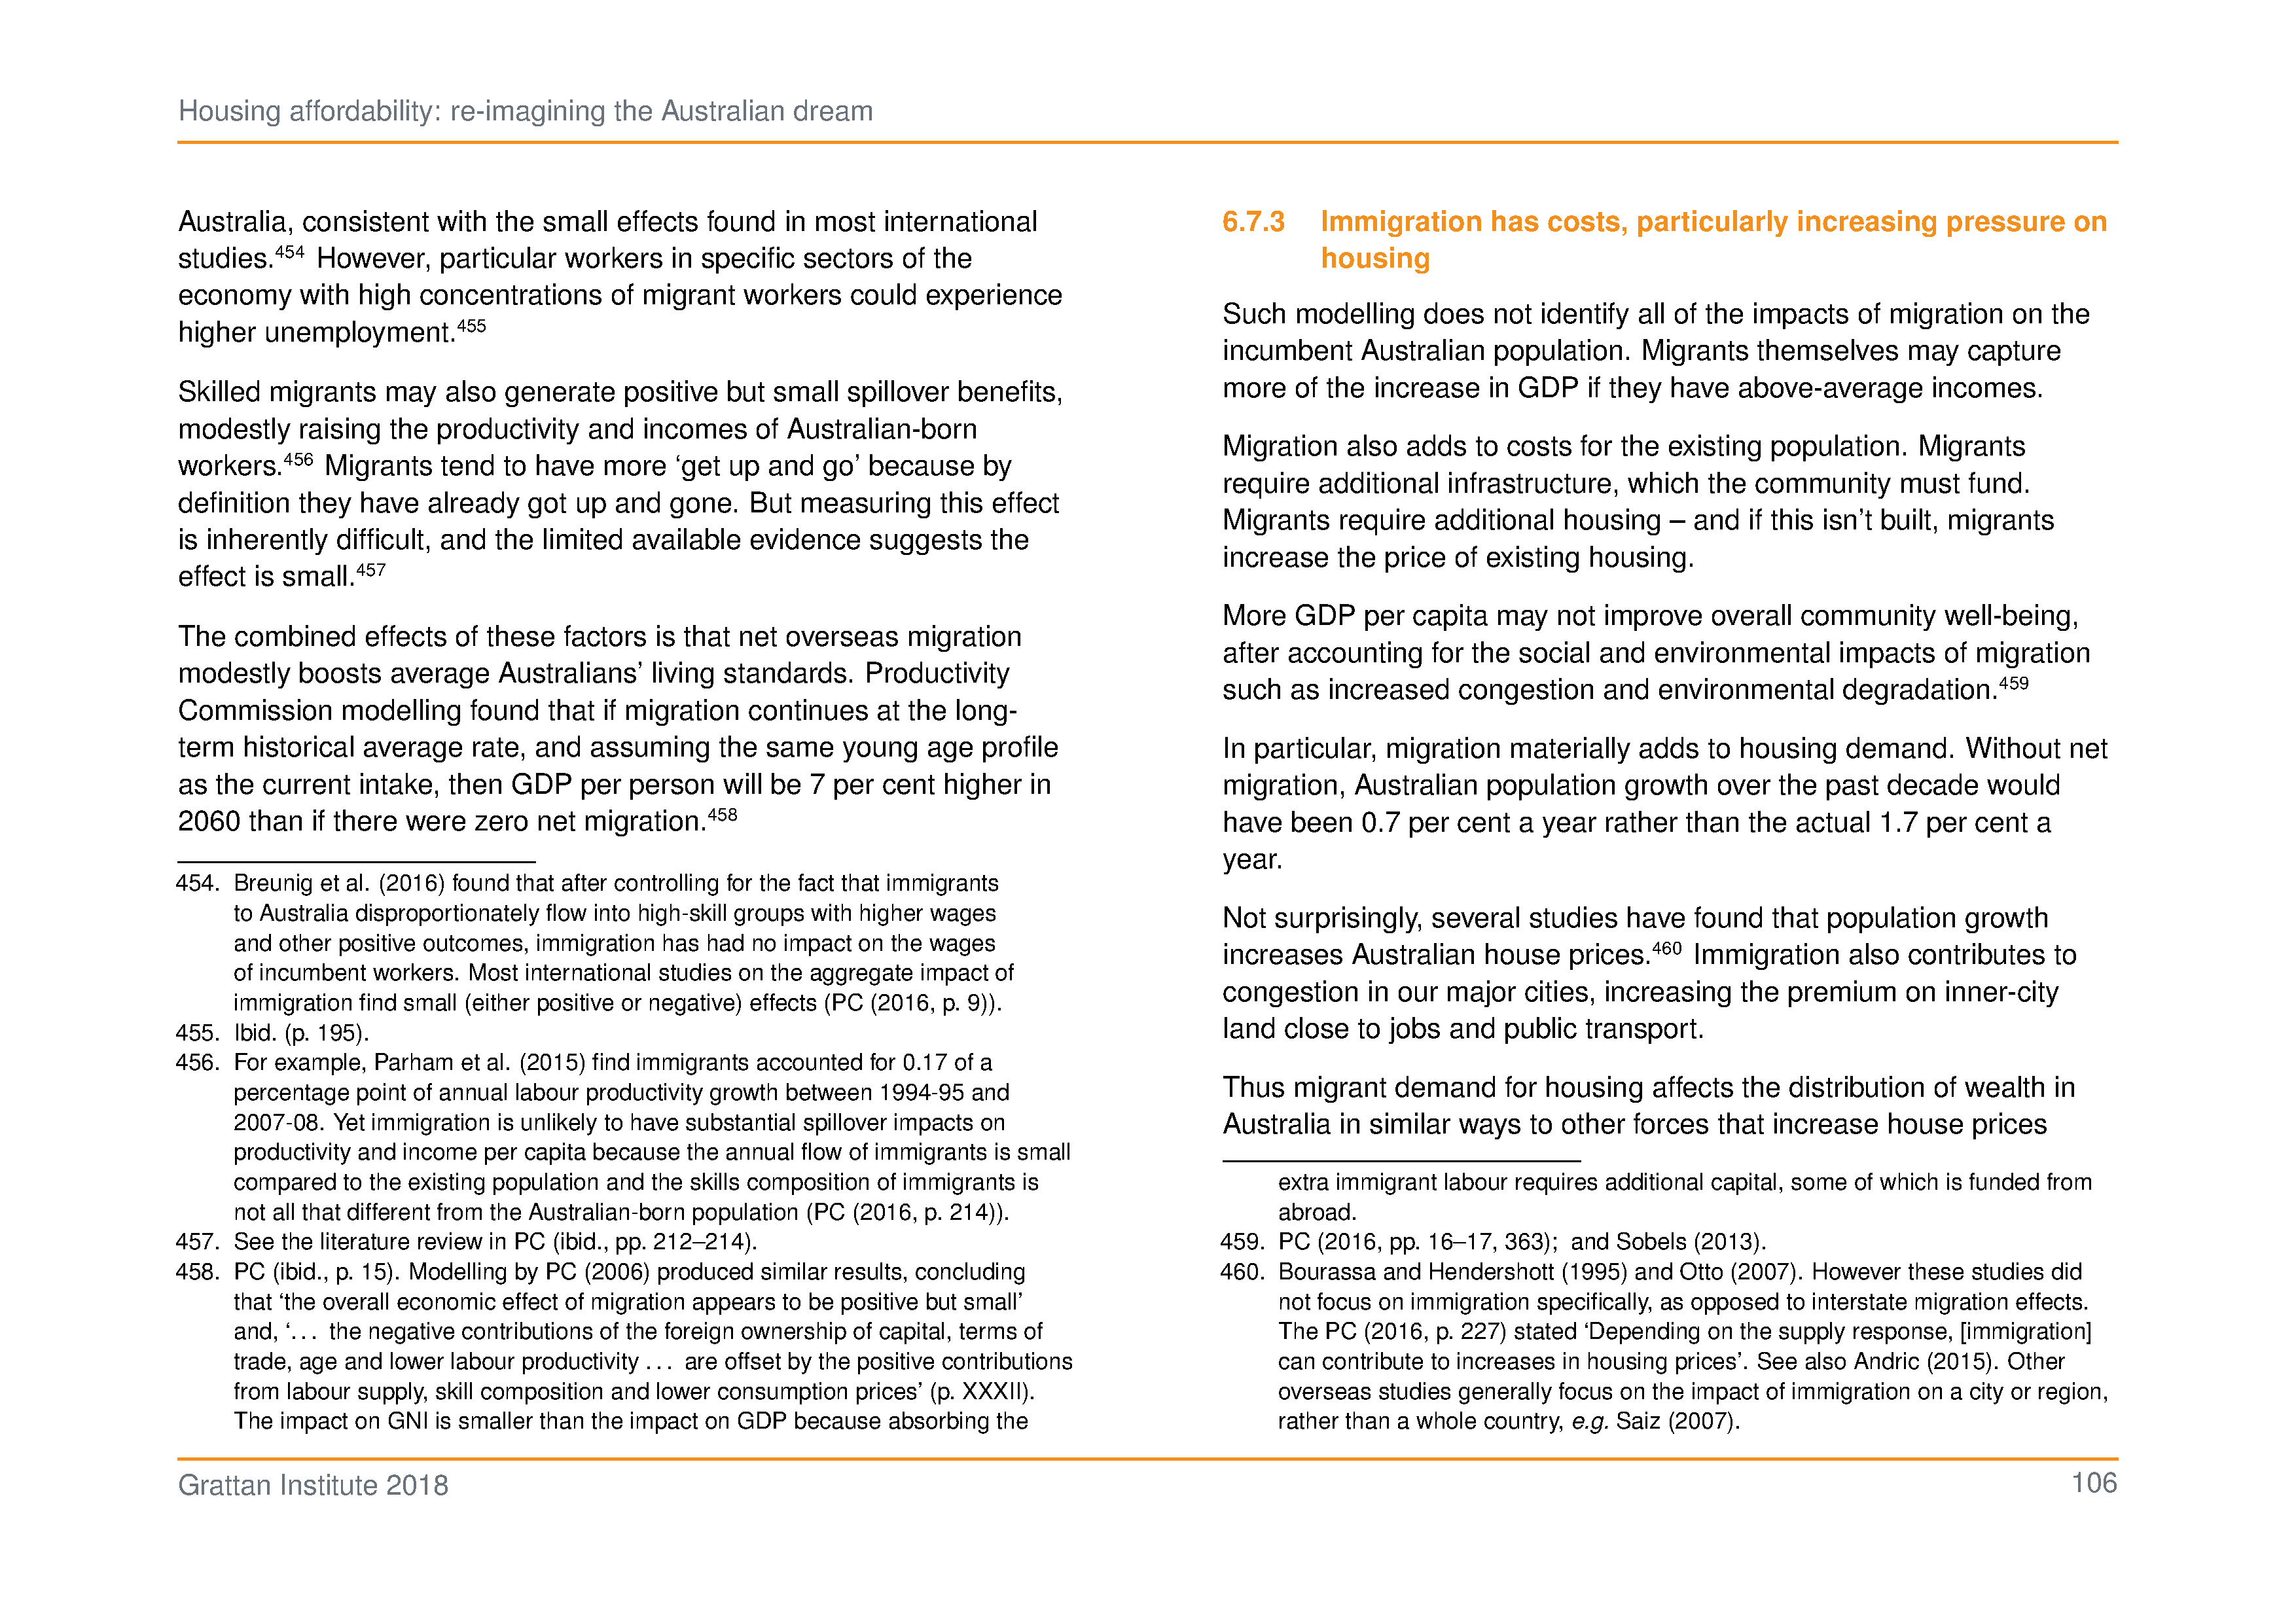 Housing affordability: re-imagining the Australian dream
Australia, consistent with the small effects found in most international
studies.454 However, particular workers in specific sectors of the
economy with high concentrations of migrant workers could experience
higher unemployment.455
Skilled migrants may also generate positive but small spillover benefits,
modestly raising the productivity and incomes of Australian-born
workers.456 Migrants tend to have more ‘get up and go’ because by
definition they have already got up and gone. But measuring this effect
is inherently difficult, and the limited available evidence suggests the
effect is small.457
The combined effects of these factors is that net overseas migration
modestly boosts average Australians’ living standards. Productivity
Commission modelling found that if migration continues at the long-
term historical average rate, and assuming the same young age profile
as the current intake, then GDP per person will be 7 per cent higher in
2060 than if there were zero net migration.458
454. Breunig et al. (2016) found that after controlling for the fact that immigrants
to Australia disproportionately flow into high-skill groups with higher wages
and other positive outcomes, immigration has had no impact on the wages
of incumbent workers. Most international studies on the aggregate impact of
immigration find small (either positive or negative) effects (PC (2016, p. 9)).
455. Ibid. (p. 195).
456. For example, Parham et al. (2015) find immigrants accounted for 0.17 of a
percentage point of annual labour productivity growth between 1994-95 and
2007-08. Yet immigration is unlikely to have substantial spillover impacts on
productivity and income per capita because the annual flow of immigrants is small
compared to the existing population and the skills composition of immigrants is
not all that different from the Australian-born population (PC (2016, p. 214)).
457. See the literature review in PC (ibid., pp. 212–214).
458. PC (ibid., p. 15). Modelling by PC (2006) produced similar results, concluding
that ‘the overall economic effect of migration appears to be positive but small’
and, ‘. . . the negative contributions of the foreign ownership of capital, terms of
trade, age and lower labour productivity . . . are offset by the positive contributions
from labour supply, skill composition and lower consumption prices’ (p. XXXII).
The impact on GNI is smaller than the impact on GDP because absorbing the
6.7.3 Immigration has costs, particularly increasing pressure on
housing
Such modelling does not identify all of the impacts of migration on the
incumbent Australian population. Migrants themselves may capture
more of the increase in GDP if they have above-average incomes.
Migration also adds to costs for the existing population. Migrants
require additional infrastructure, which the community must fund.
Migrants require additional housing – and if this isn’t built, migrants
increase the price of existing housing.
More GDP per capita may not improve overall community well-being,
after accounting for the social and environmental impacts of migration
such as increased congestion and environmental degradation.459
In particular, migration materially adds to housing demand. Without net
migration, Australian population growth over the past decade would
have been 0.7 per cent a year rather than the actual 1.7 per cent a
year.
Not surprisingly, several studies have found that population growth
increases Australian house prices.460 Immigration also contributes to
congestion in our major cities, increasing the premium on inner-city
land close to jobs and public transport.
Thus migrant demand for housing affects the distribution of wealth in
Australia in similar ways to other forces that increase house prices
extra immigrant labour requires additional capital, some of which is funded from
abroad.
459. PC (2016, pp. 16–17, 363); and Sobels (2013).
460. Bourassa and Hendershott (1995) and Otto (2007). However these studies did
not focus on immigration specifically, as opposed to interstate migration effects.
The PC (2016, p. 227) stated ‘Depending on the supply response, [immigration]
can contribute to increases in housing prices’. See also Andric (2015). Other
overseas studies generally focus on the impact of immigration on a city or region,
rather than a whole country, e.g. Saiz (2007).
Grattan Institute 2018
106